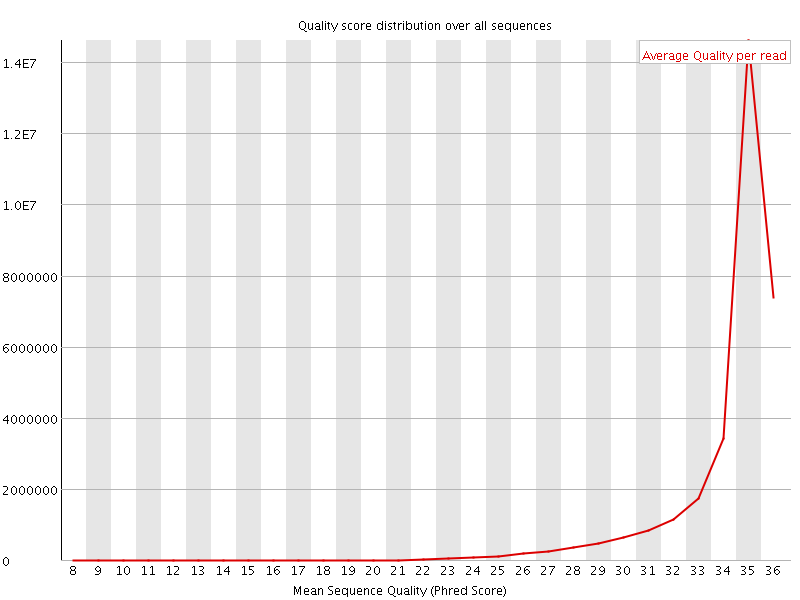 Quality score distribution over all sequences
Average Quality per read
1.4E7
1.2E7
1.0E7
8000000
6000000
4000000
2000000
0
8 9 10 11 12 13 14 15 16 17 18 19 20 21 22 23 24 25 26 27 28 29 30 31 32 33 34 35 36
Mean Sequence Quality (Phred Score)